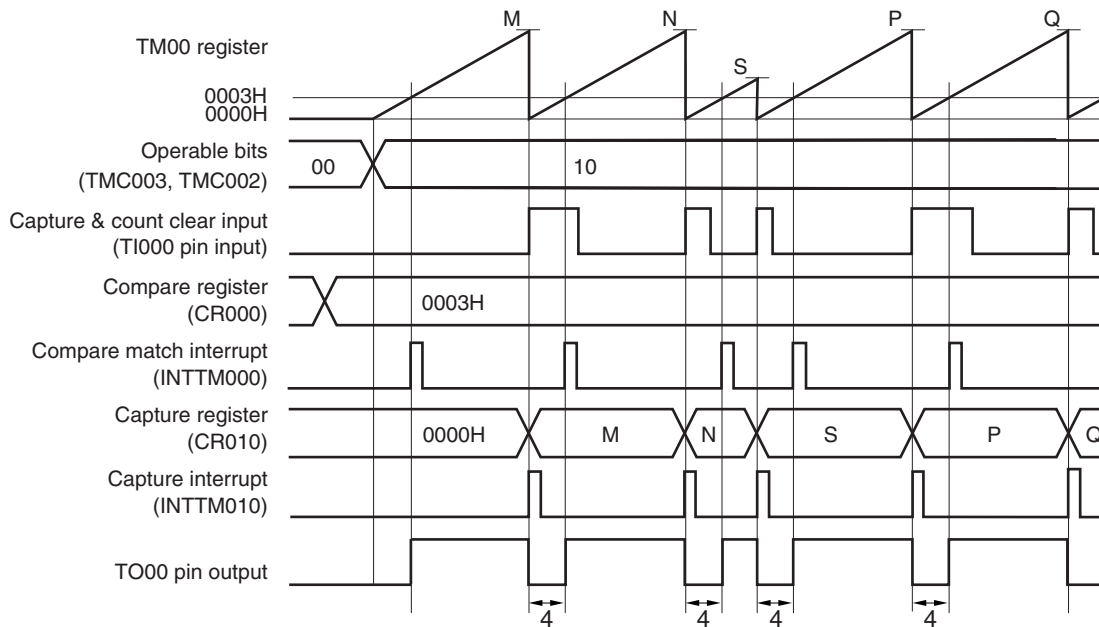 M N P Q
TM00 register
S
0003H
0000H
Operable bits
(TMC003, TMC002)
00 10
Capture & count clear input
(TI000 pin input)
Compare register
(CR000)
0003H
Compare match interrupt
(INTTM000)
Capture register
(CR010)
0000H M N S P Q
Capture interrupt
(INTTM010)
TO00 pin output
4 4 4 4